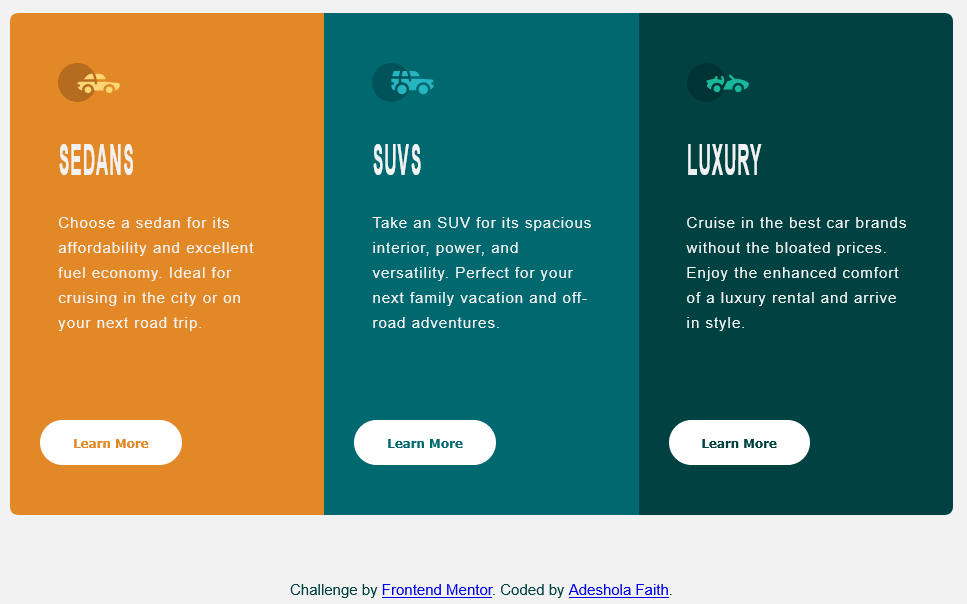 SEDANS
Choose a sedan for its
affordability and excellent
fuel economy. Ideal for
cruising in the city or on
your next road trip.
Learn More
SUVS
Take an SUV for its spacious
interior, power, and
versatility. Perfect for your
next family vacation and off-
road adventures.
Learn More
LUXURY
Cruise in the best car brands
without the bloated prices.
Enjoy the enhanced comfort
of a luxury rental and arrive
in style.
Learn More
Challenge by Frontend Mentor. Coded by Adeshola Faith.